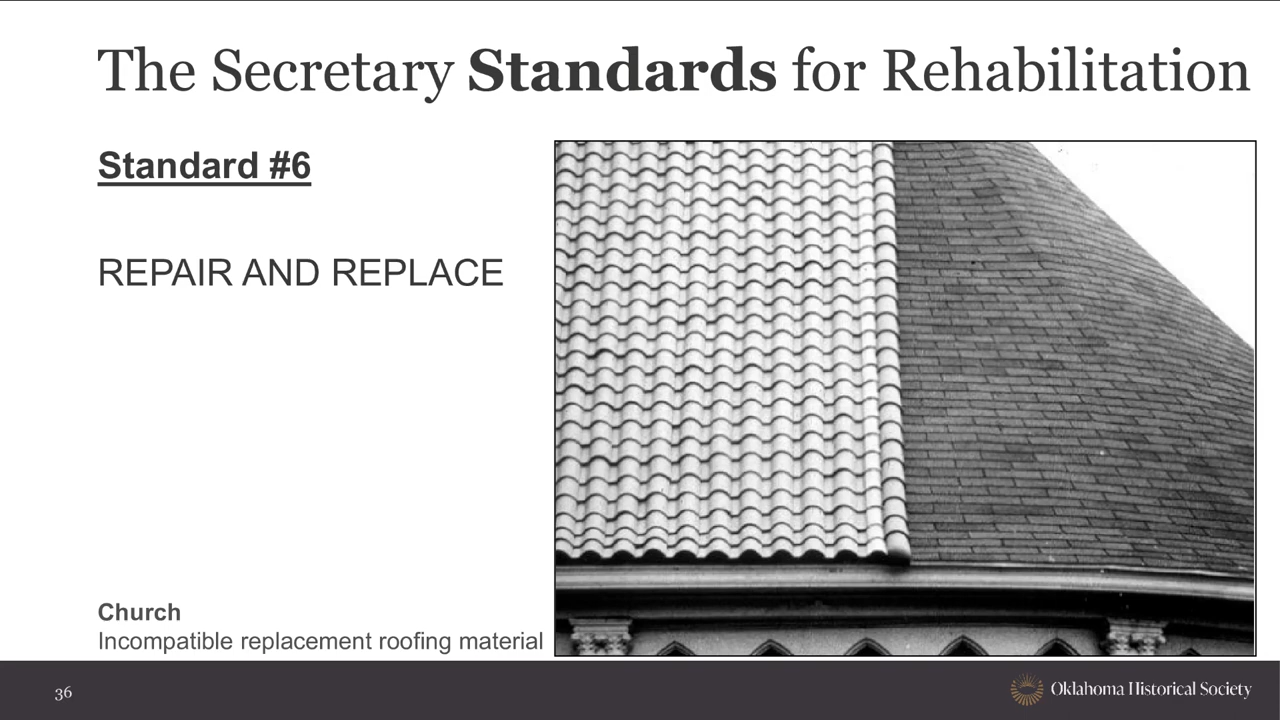 The Secretary Standards for Rehabilitation
Standard #6
REPAIR AND REPLACE
Church
Incompatible replacement roofing material
36
Oklahoma Historical Society